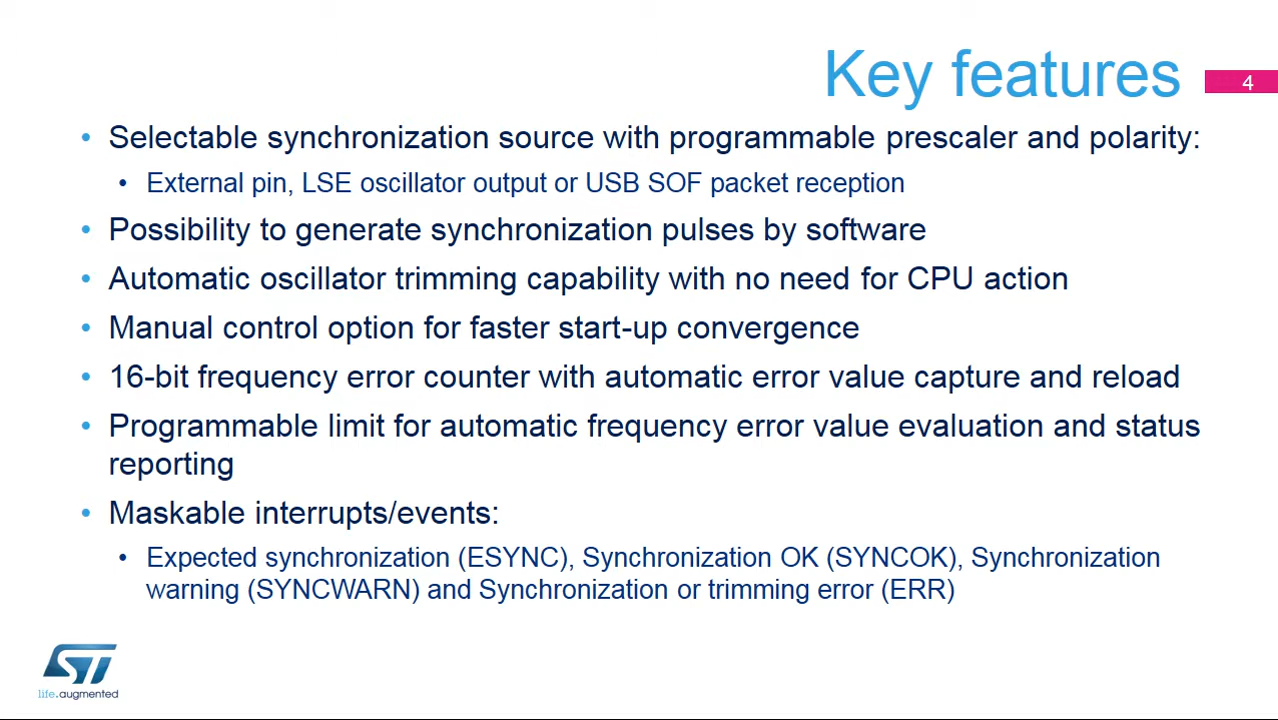 Key features
4
• Selectable synchronization source with programmable prescaler and polarity:
• External pin, LSE oscillator output or USB SOF packet reception
• Possibility to generate synchronization pulses by software
• Automatic oscillator trimming capability with no need for CPU action
• Manual control option for faster start-up convergence
• 16-bit frequency error counter with automatic error value capture and reload
• Programmable limit for automatic frequency error value evaluation and status
reporting
• Maskable interrupts/events:
• Expected synchronization (ESYNC), Synchronization OK (SYNCOK), Synchronization
warning (SYNCWARN) and Synchronization or trimming error (ERR)
ST
life.augmented